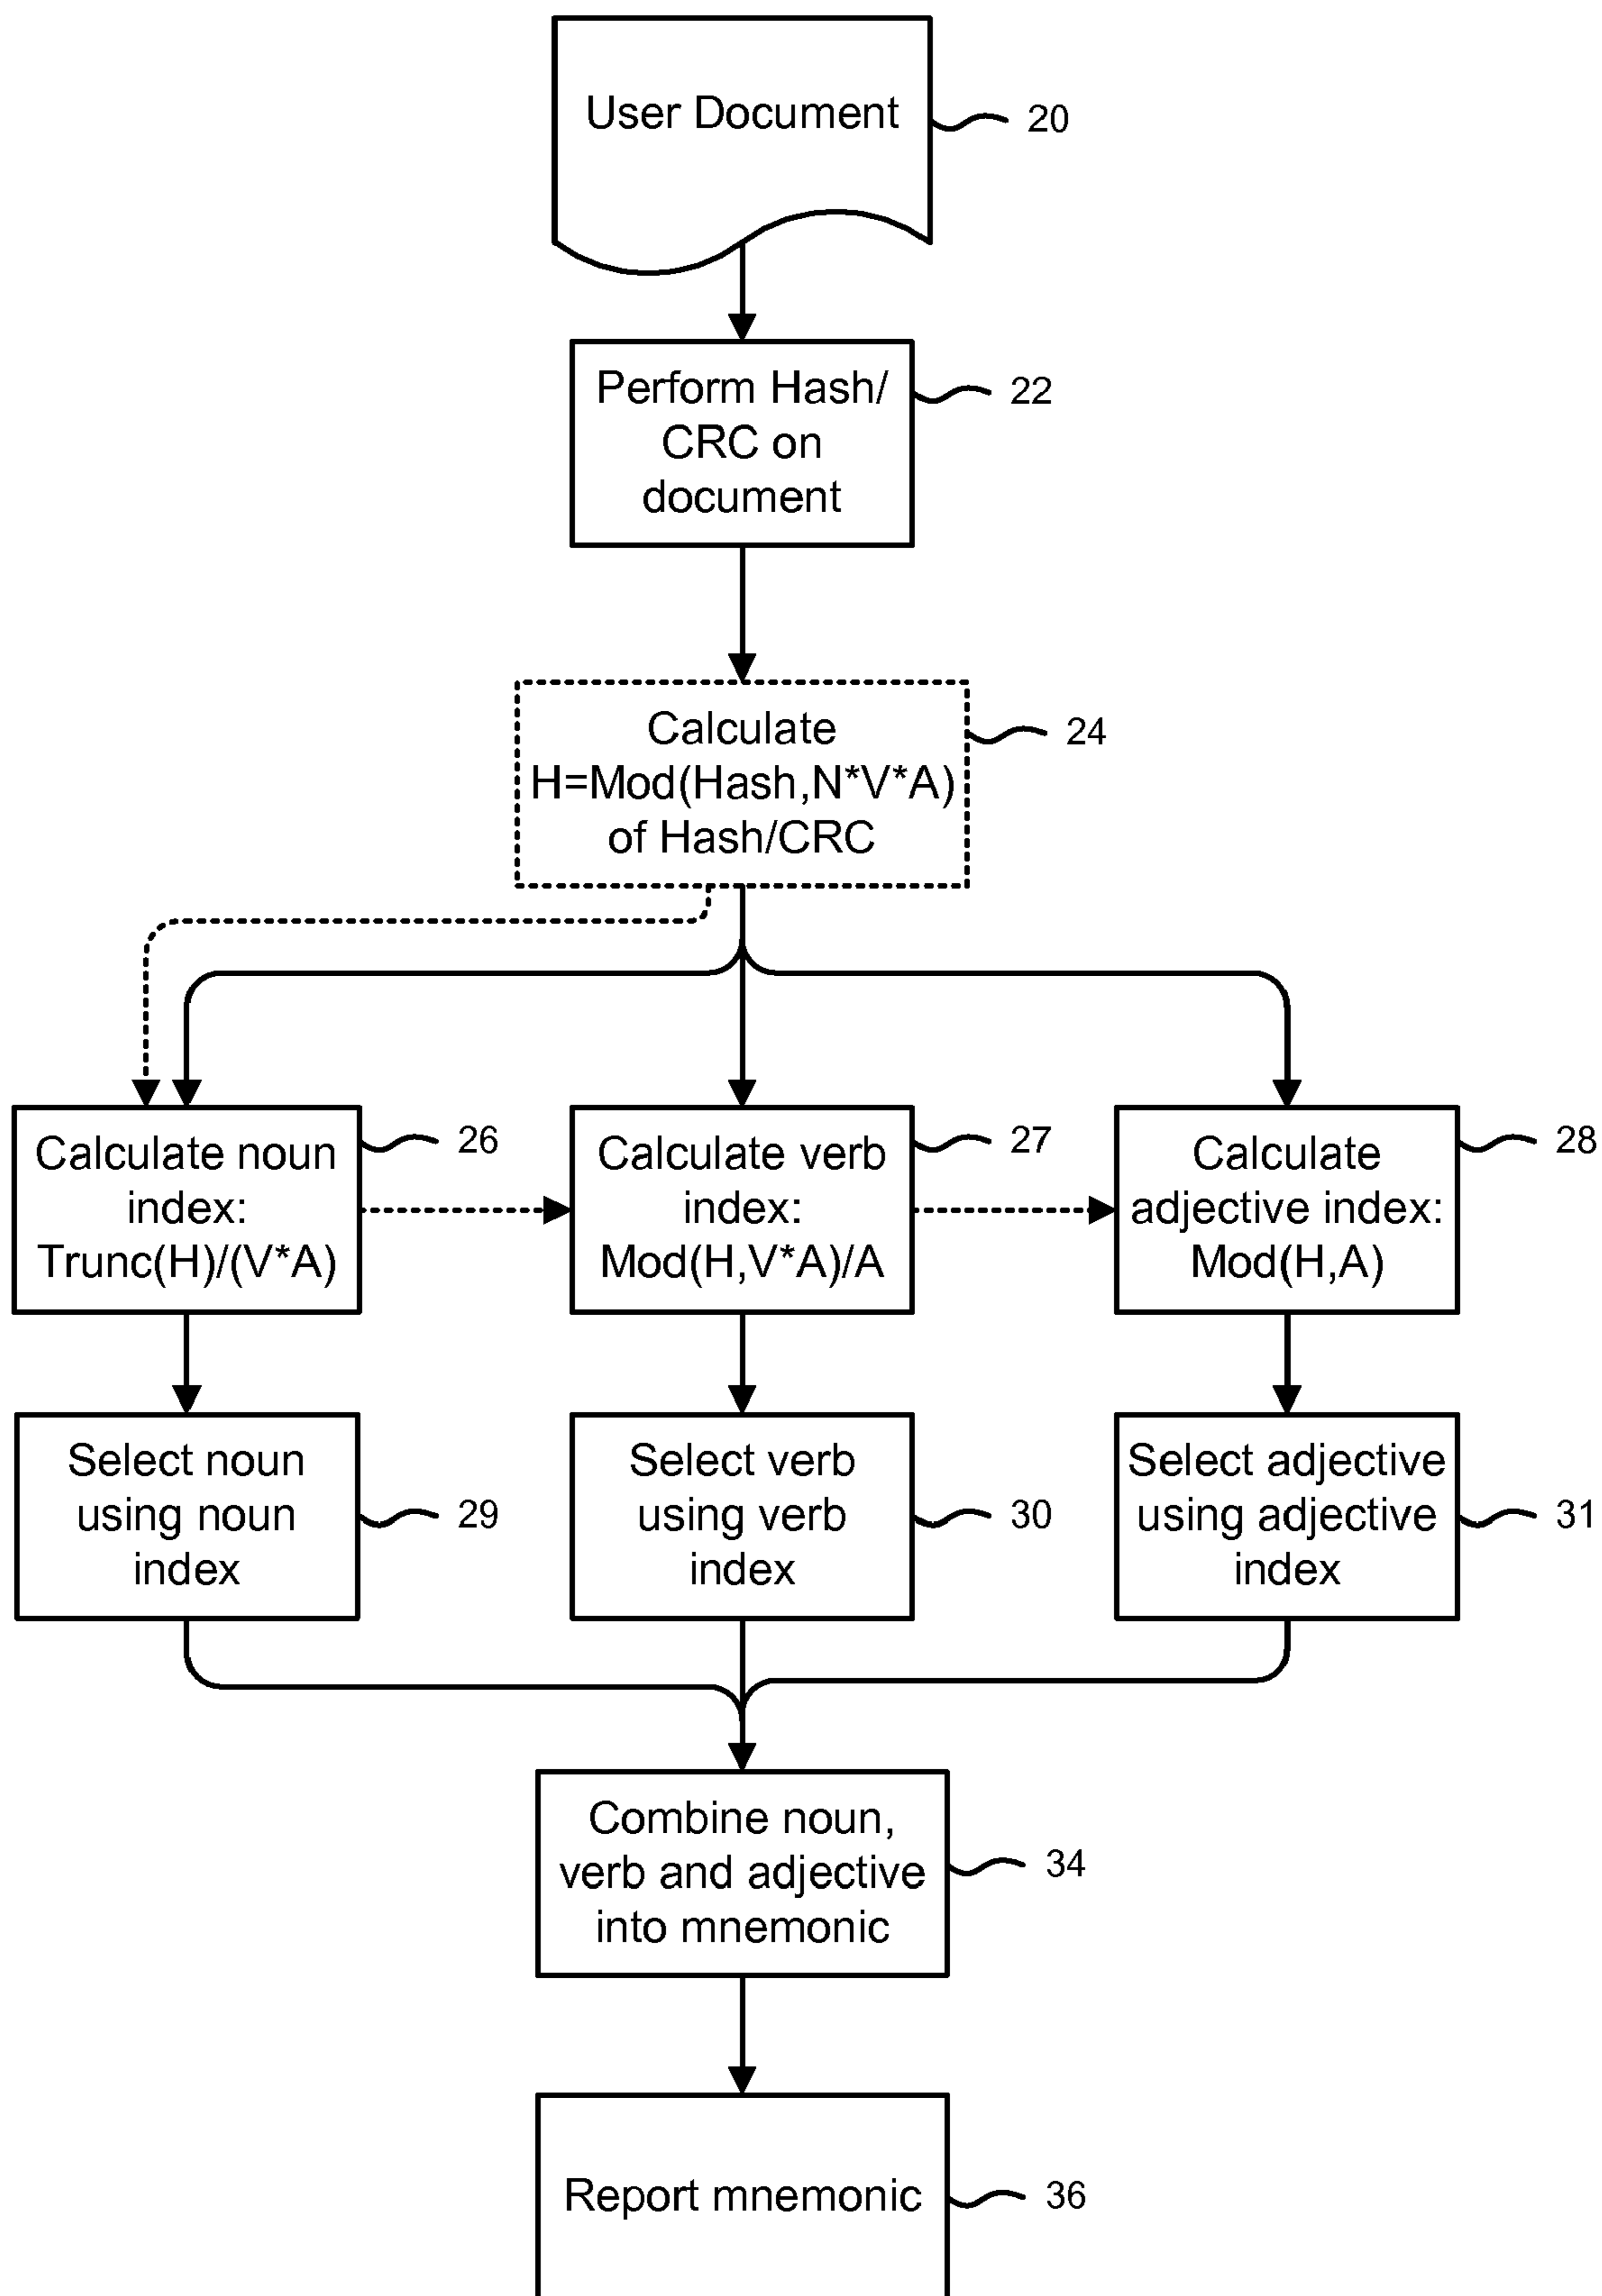 User Document
20
Perform Hash/
CRC on
document
22
Calculate
H=Mod(Hash,N*V*A)
of Hash/CRC
24
Calculate noun
index:
Trunc(H)/(V*A)
26
Calculate verb
index:
Mod(H,V*A)/A
27
Calculate
adjective index:
Mod(H,A)
28
Select noun
using noun
index
29
Select verb
using verb
index
30
Select adjective
using adjective
index
31
Combine noun,
verb and adjective
into mnemonic
34
Report mnemonic
36